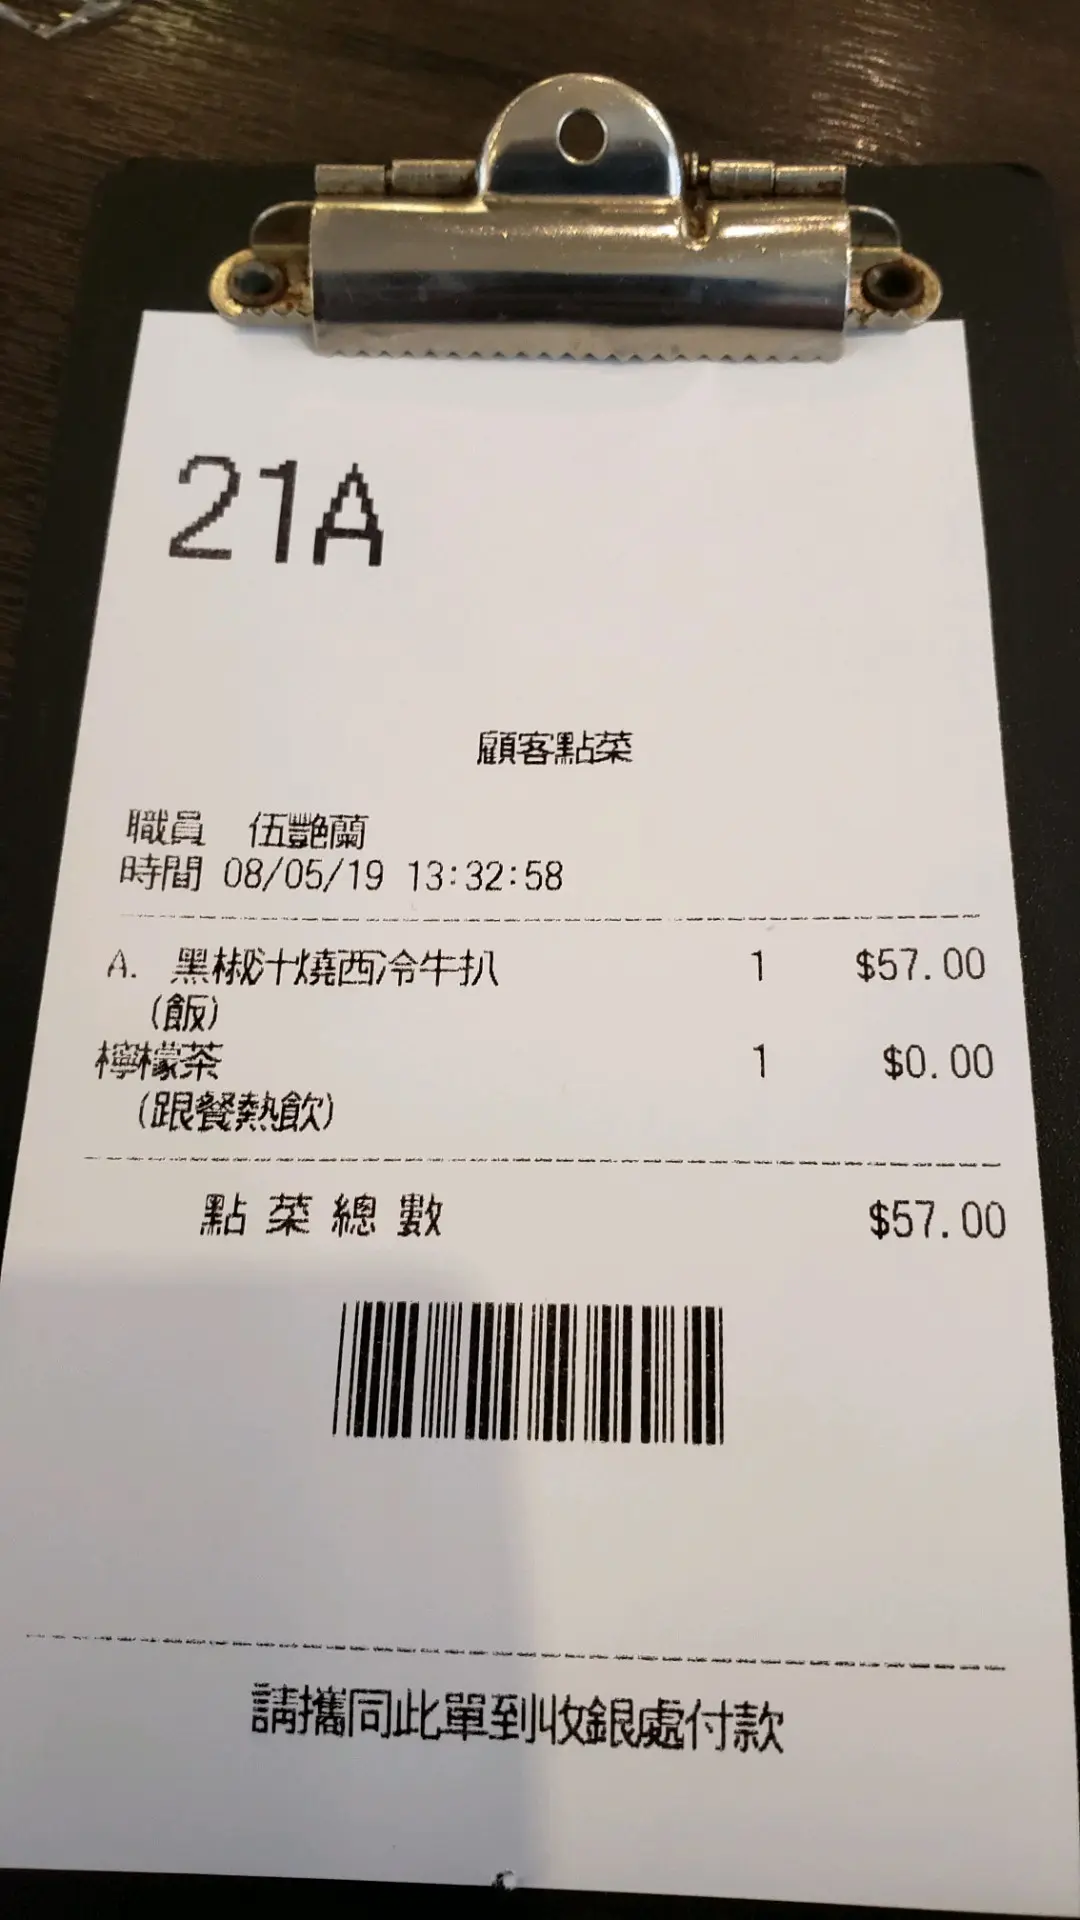 21A
顧客點菜
職員 伍艷蘭
時間 08/05/19 13:32:58
A. 黑椒汁燒西冷牛扒 1 $57.00
(飯)
檸檬茶 1 $0.00
(跟餐熱飲)
點菜總數 $57.00
請攜同此單到收銀處付款